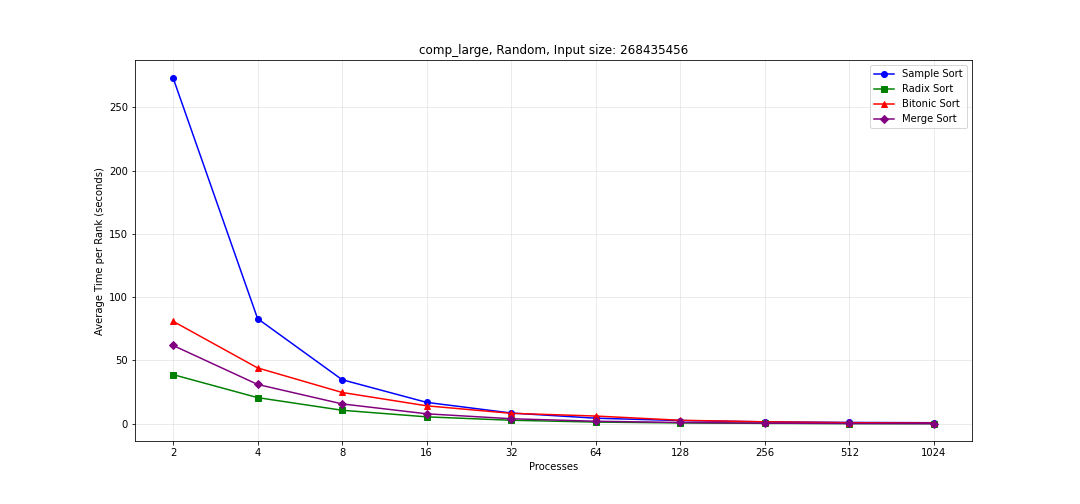 comp_large, Random, Input size: 268435456
Sample Sort
Radix Sort
Bitonic Sort
Merge Sort
Average Time per Rank (seconds)
250
200
150
100
50
0
2 4 8 16 32 64 128 256 512 1024
Processes